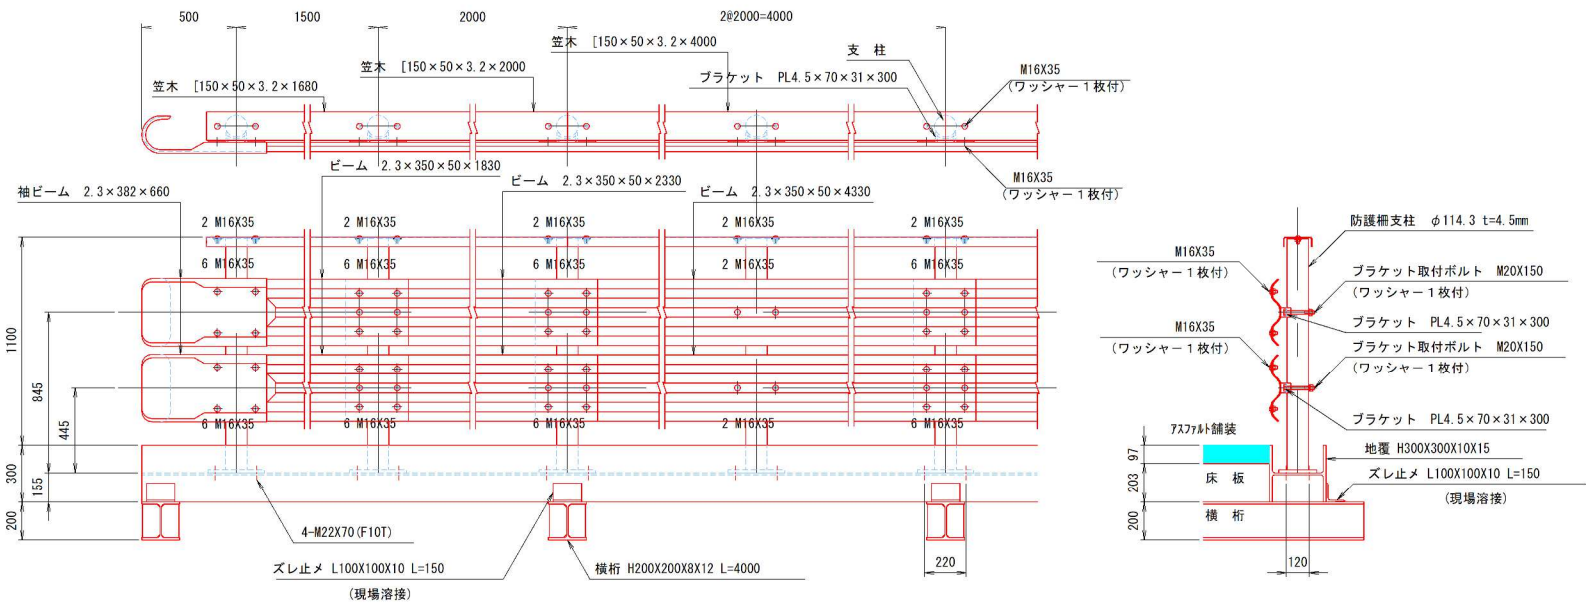 500
1500
2000
2@2000=4000
笠木 [150×50×3.2×4000
支 柱
笠木 [150×50×3.2×2000
ブラケット PL4.5×70×31×300
M16X35
(ワッシャー1枚付)
笠木 [150×50×3.2×1680
ビーム 2.3×350×50×1830
ビーム 2.3×350×50×2330
ビーム 2.3×350×50×4330
M16X35
(ワッシャー1枚付)
袖ビーム 2.3×382×660
2 M16X35
2 M16X35
2 M16X35
2 M16X35
2 M16X35
6 M16X35
6 M16X35
6 M16X35
2 M16X35
6 M16X35
6 M16X35
6 M16X35
6 M16X35
2 M16X35
6 M16X35
1100
845
445
300
155
200
4-M22X70(F10T)
ズレ止メ L100X100X10 L=150
(現場溶接)
横桁 H200X200X8X12 L=4000
220
防護柵支柱 φ114.3 t=4.5mm
M16X35
(ワッシャー1枚付)
ブラケット取付ボルト M20X150
(ワッシャー1枚付)
ブラケット PL4.5×70×31×300
M16X35
(ワッシャー1枚付)
ブラケット取付ボルト M20X150
(ワッシャー1枚付)
ブラケット PL4.5×70×31×300
アスファルト舗装
地覆 H300X300X10X15
97
床 板
ズレ止メ L100X100X10 L=150
(現場溶接)
203
横 桁
200
120